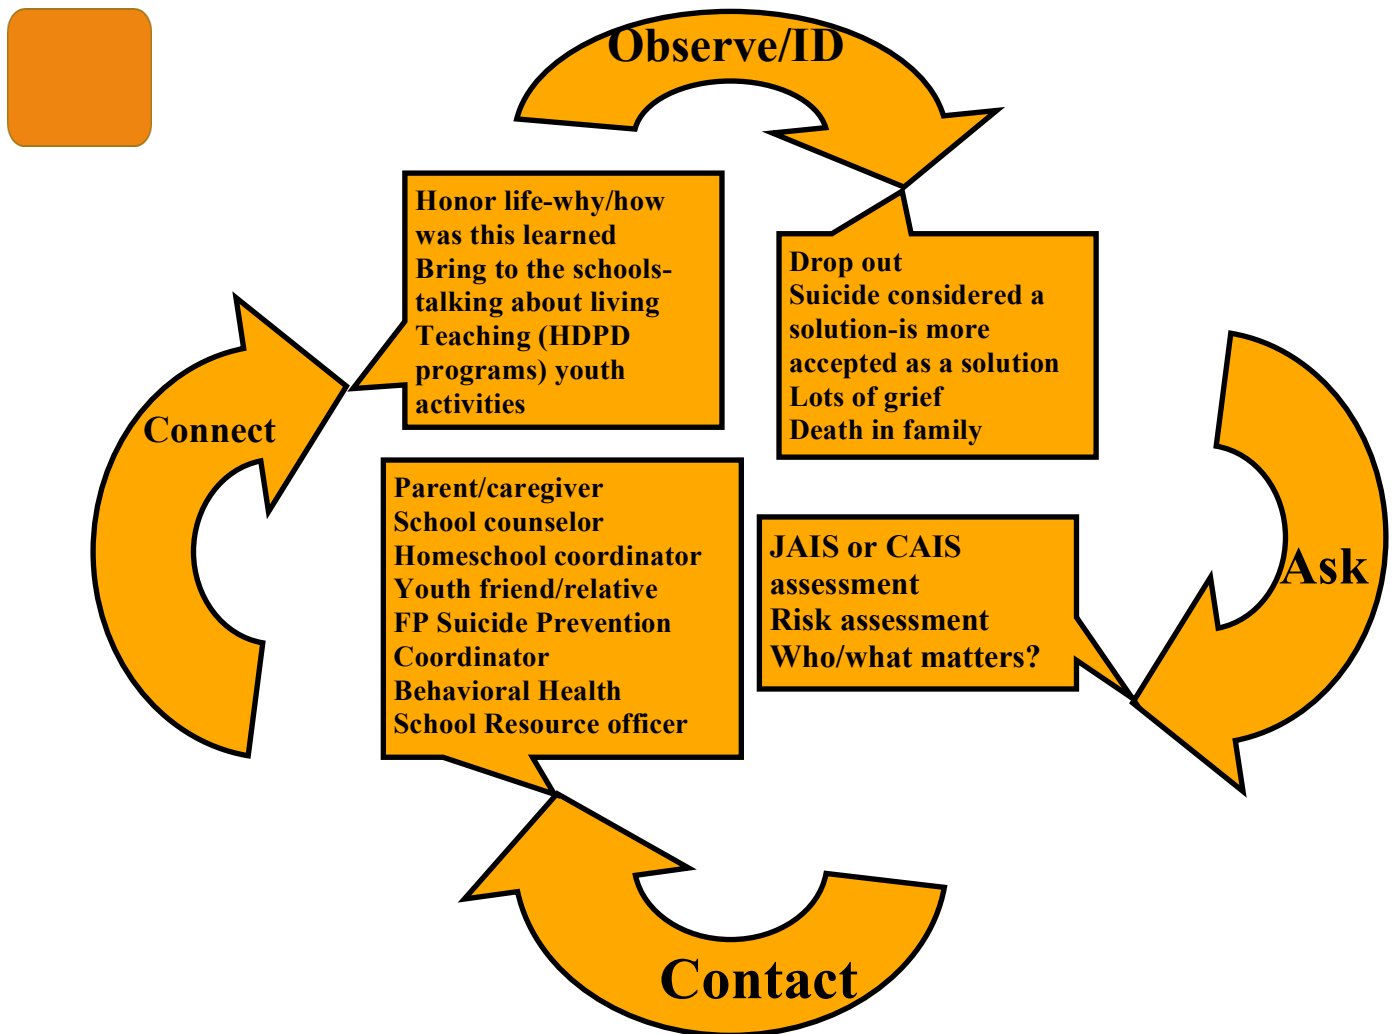 Observe/ID
Honor life-why/how
was this learned
Bring to the schools-
talking about living
Teaching (HDPD
programs) youth
activities
Drop out
Suicide considered a
solution-is more
accepted as a solution
Lots of grief
Death in family
Connect
Parent/caregiver
School counselor
Homeschool coordinator
Youth friend/relative
FP Suicide Prevention
Coordinator
Behavioral Health
School Resource officer
JAIS or CAIS
assessment
Risk assessment
Who/what matters?
Ask
Contact